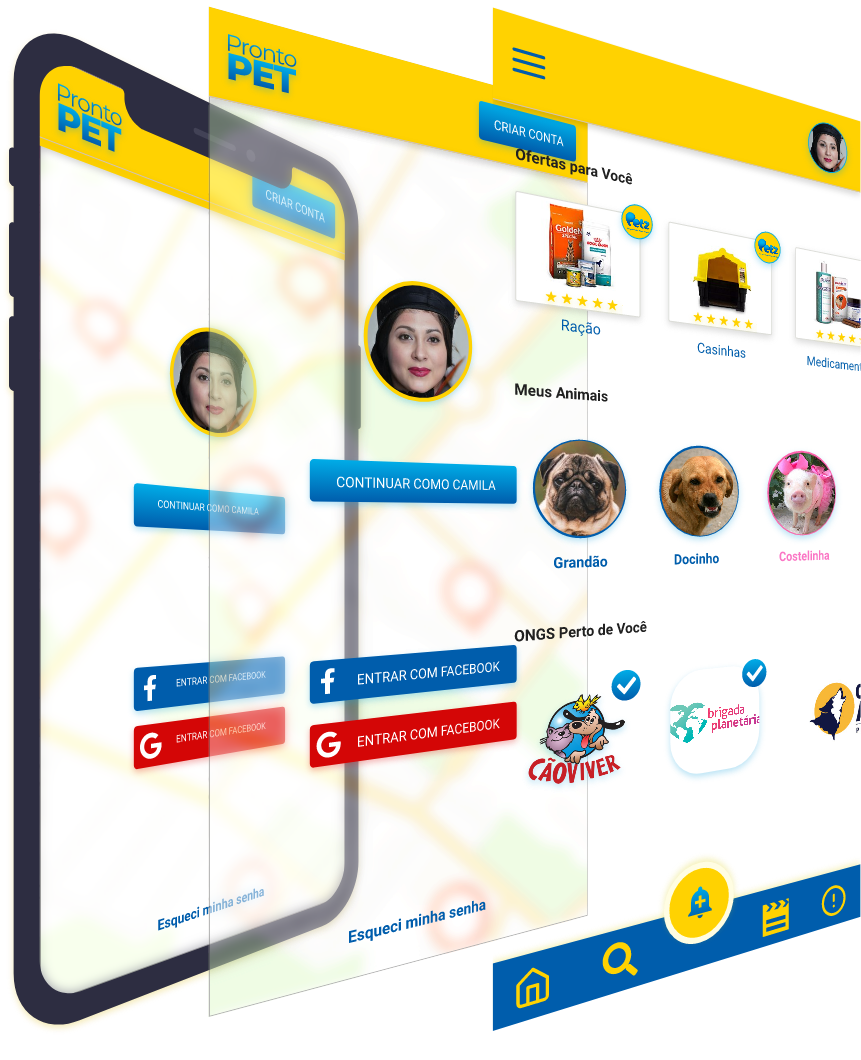 Pronto
PET
CRIAR CONTA
CONTINUAR COMO CAMILA
ENTRAR COM FACEBOOK
G ENTRAR COM FACEBOOK
Esqueci minha senha
Pronto
PET
CRIAR CONTA
CONTINUAR COMO CAMILA
ENTRAR COM FACEBOOK
G ENTRAR COM FACEBOOK
Esqueci minha senha
Ofertas para Você
Petz
Petz
Golden
Ração
Casinhas
Medicament
Meus Animais
Grandão
Docinho
Costelinha
ONGS Perto de Você
CÃOVIVER
brigada
planetária